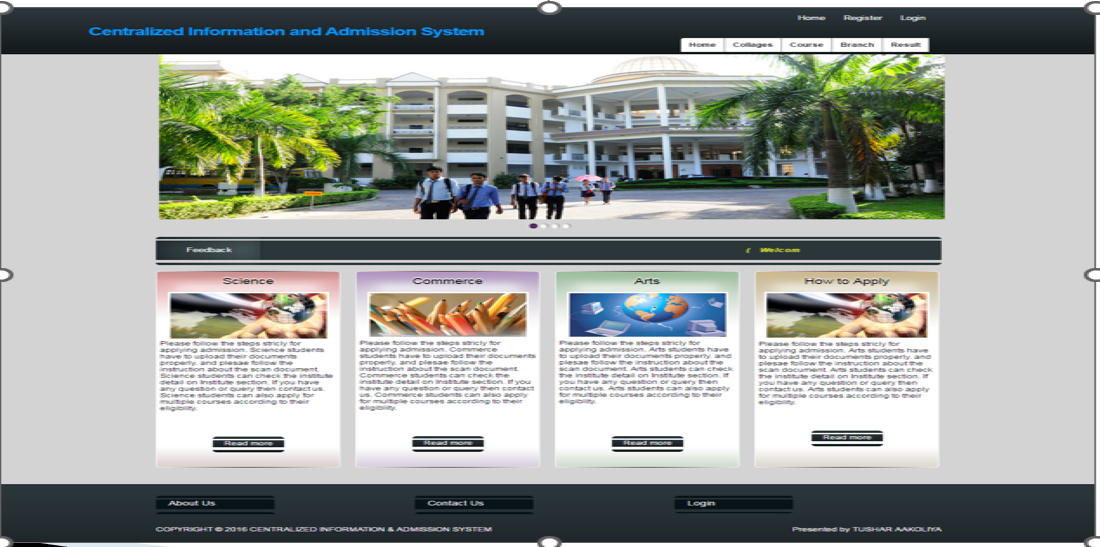 Home Register Login
Centralized Information and Admission System
Home Collages Course Branch Result
Feedback
( Welcom
Science
Please follow the steps stricly for
applying admission. Science students
have to upload their documents
properly, and plesae follow the
instruction about the scan document.
Science students can check the institute
detail on Institute section. If you have
any question or query then contact us.
Science students can also apply for
multiple courses according to their
eligibility.
Read more
Commerce
Please follow the steps stricly for
applying admission. Commerce
students have to upload their documents
properly, and plesae follow the
instruction about the scan document.
Commerce students can check the
institute detail on Institute section. If you
have any question or query then contact
us. Commerce students can also apply
for multiple courses according to their
eligibility.
Read more
Arts
Please follow the steps stricly for
applying admission. Arts students have
to upload their documents properly, and
plesae follow the instruction about the
scan document. Arts students can check
the institute detail on Institute section. If
you have any question or query then
contact us. Arts students can also apply
for multiple courses according to their
eligibility.
Read more
How to Apply
Please follow the steps stricly for
applying admission. Arts students have
to upload their documents properly, and
plesae follow the instruction about the
scan document. Arts students can check
the institute detail on Institute section. If
you have any question or query then
contact us. Arts students can also apply
for multiple courses according to their
eligibility.
Read more
About Us
Contact Us
Login
COPYRIGHT © 2016 CENTRALIZED INFORMATION & ADMISSION SYSTEM
Presented by TUSHAR AAKOLIYA